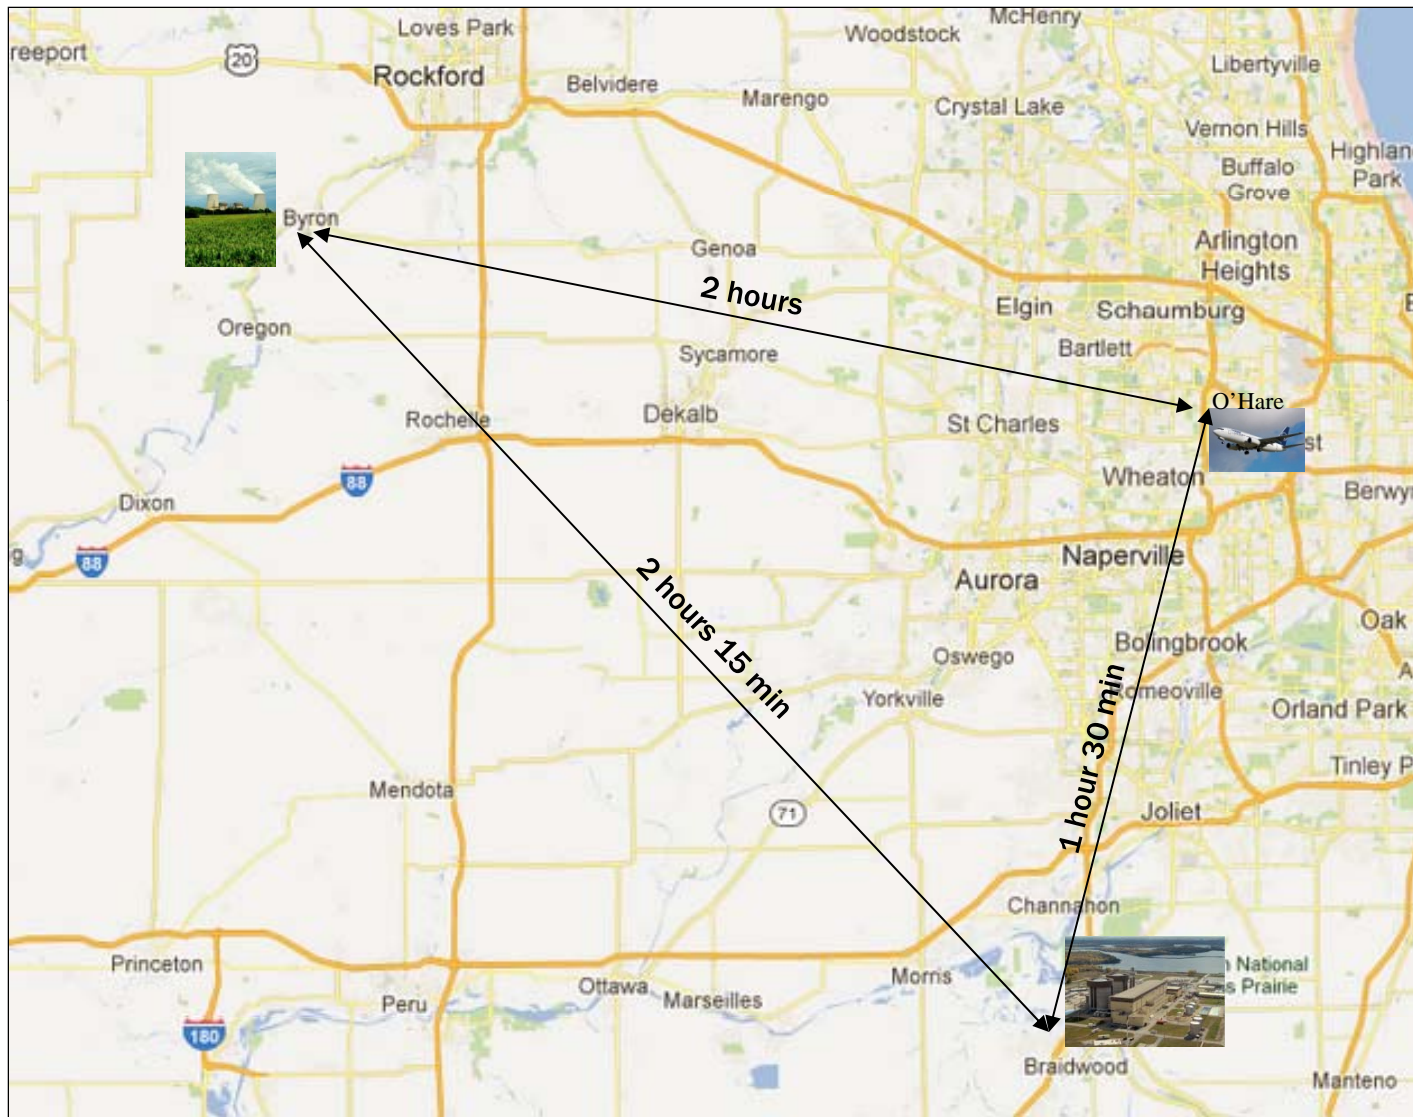 McHenry
Loves Park
Woodstock
reeport
20
Rockford
Libertyville
Belvidere
Marengo
Crystal Lake
Vernon Hills
Highlan
Park
Buffalo
Grove
Byron
Genoa
Arlington
Heights
2 hours
Elgin
Schaumburg
E
Oregon
Bartlett
Sycamore
O'Hare
Rochelle
Dekalb
St Charles
st
88
Wheaton
Berwy
Dixon
g
88
Naperville
Aurora
2 hours 15 min
Oak
Bolingbrook
Oswego
A
Romeoville
Yorkville
Orland Park
1 hour 30 min
Tinley P
Mendota
71
Joliet
Channahon
Princeton
Morris
n National
ss Prairie
Ottawa
Marseilles
Peru
180
Braidwood
Manteno